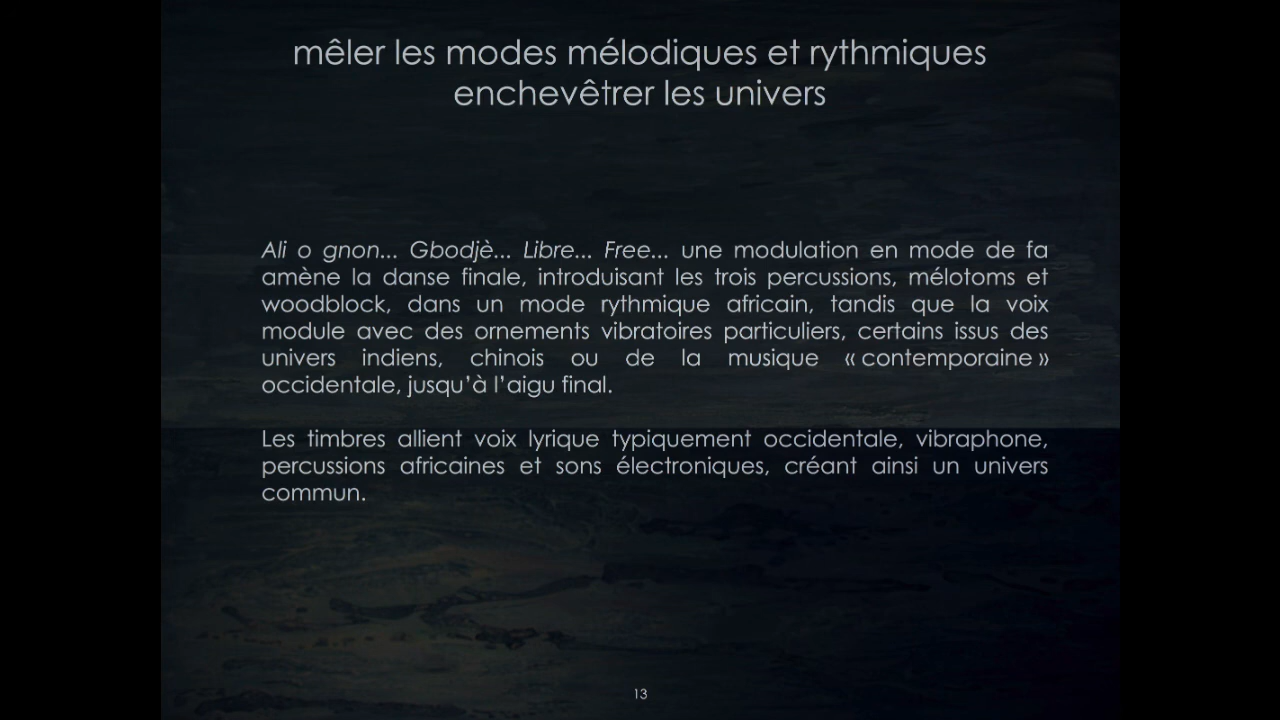 mêler les modes mélodiques et rythmiques
enchevêtrer les univers
Ali o gnon... Gbodjè... Libre... Free... une modulation en mode de fa
amène la danse finale, introduisant les trois percussions, mélotoms et
woodblock, dans un mode rythmique africain, tandis que la voix
module avec des ornements vibratoires particuliers, certains issus des
univers indiens, chinois ou de la musique « contemporaine »
occidentale, jusqu’à l’aigu final.
Les timbres allient voix lyrique typiquement occidentale, vibraphone,
percussions africaines et sons électroniques, créant ainsi un univers
commun.
13